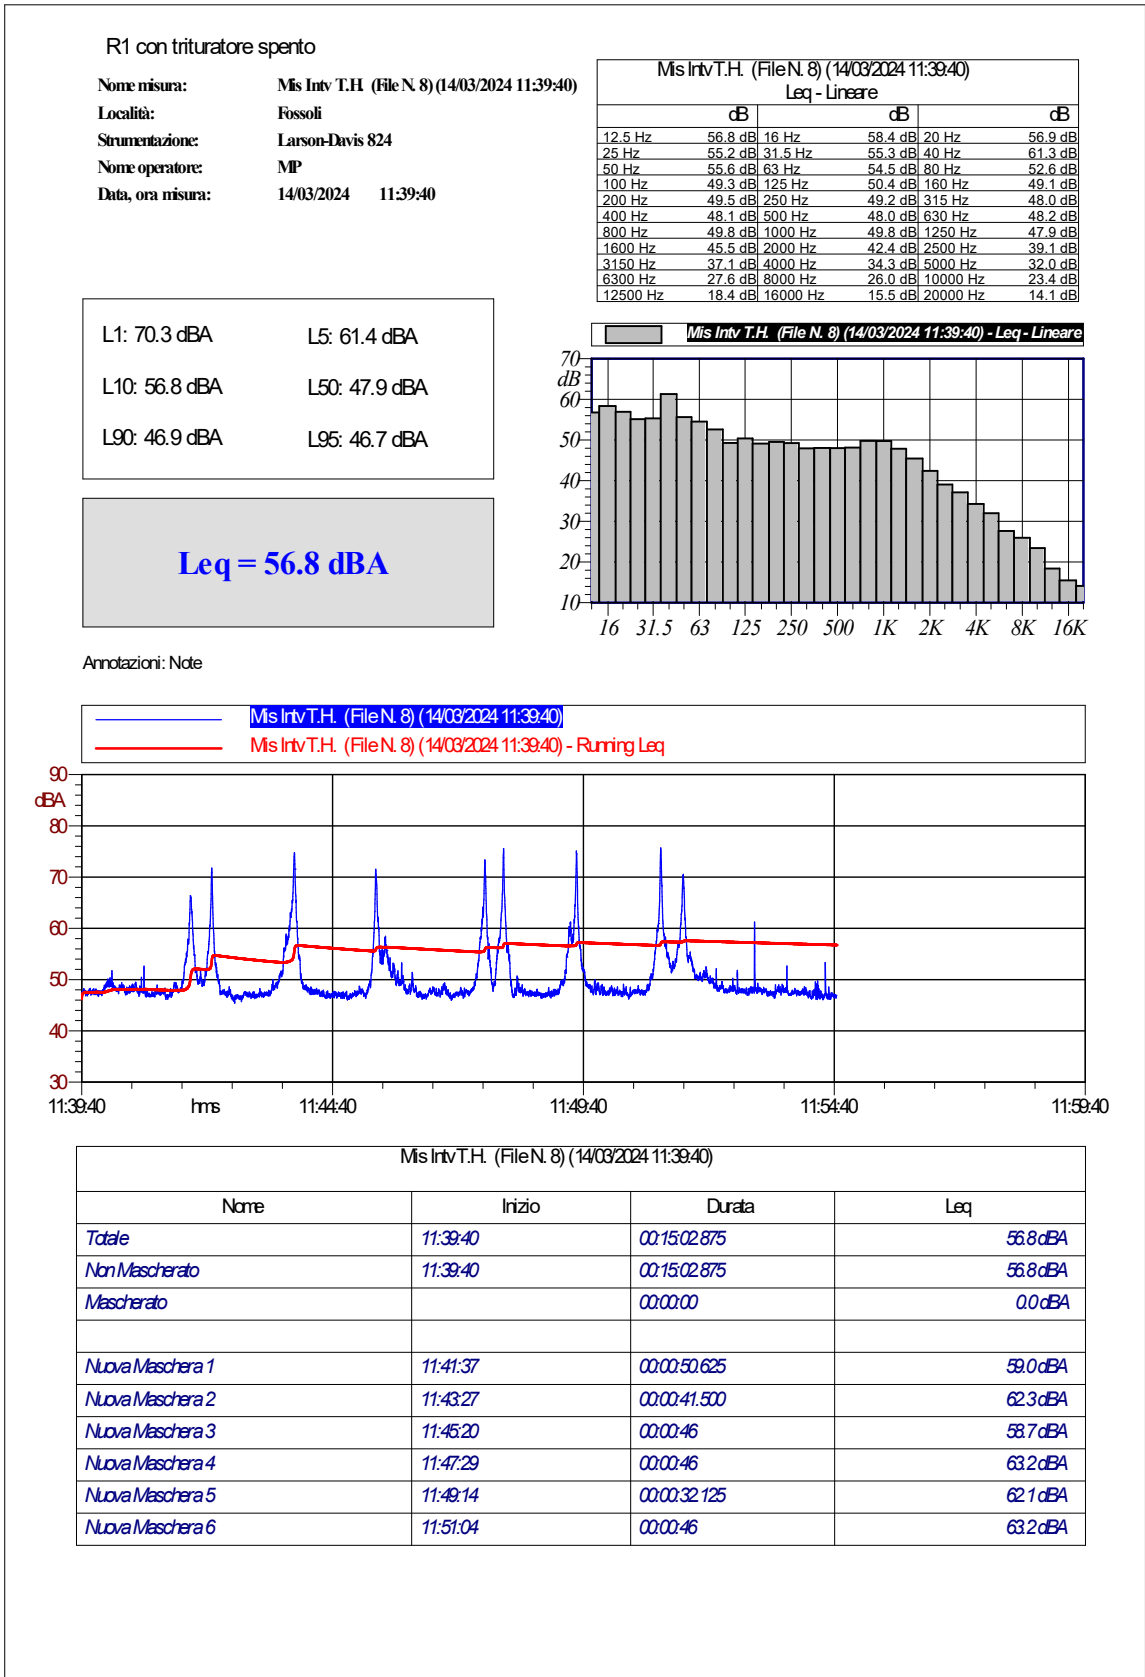 R1 con trituratore spento
Nome misura: Mis Intv T.H. (File N. 8) (14/03/2024 11:39:40)
Località: Fossoli
Strumentazione: Larson-Davis 824
Nome operatore: MP
Data, ora misura: 14/03/2024 11:39:40
Mis Intv T.H. (File N. 8) (14/03/2024 11:39:40)
Leq - Lineare
dB dB dB
12.5 Hz 56.8 dB 16 Hz 58.4 dB 20 Hz 56.9 dB
25 Hz 55.2 dB 31.5 Hz 55.3 dB 40 Hz 61.3 dB
50 Hz 55.6 dB 63 Hz 54.5 dB 80 Hz 52.6 dB
100 Hz 49.3 dB 125 Hz 50.4 dB 160 Hz 49.1 dB
200 Hz 49.5 dB 250 Hz 49.2 dB 315 Hz 48.0 dB
400 Hz 48.1 dB 500 Hz 48.0 dB 630 Hz 48.2 dB
800 Hz 49.8 dB 1000 Hz 49.8 dB 1250 Hz 47.9 dB
1600 Hz 45.5 dB 2000 Hz 42.4 dB 2500 Hz 39.1 dB
3150 Hz 37.1 dB 4000 Hz 34.3 dB 5000 Hz 32.0 dB
6300 Hz 27.6 dB 8000 Hz 26.0 dB 10000 Hz 23.4 dB
12500 Hz 18.4 dB 16000 Hz 15.5 dB 20000 Hz 14.1 dB
L1: 70.3 dBA L5: 61.4 dBA
L10: 56.8 dBA L50: 47.9 dBA
L90: 46.9 dBA L95: 46.7 dBA
Leq = 56.8 dBA
Mis Intv T.H. (File N. 8) (14/03/2024 11:39:40) - Leq - Lineare
70
dB
60
50
40
30
20
10
16 31.5 63 125 250 500 1K 2K 4K 8K 16K
Annotazioni: Note
Mis Intv T.H. (File N. 8) (14/03/2024 11:39:40)
Mis Intv T.H. (File N. 8) (14/03/2024 11:39:40) - Running Leq
90
dBA
80
70
60
50
40
30
11:39:40 hms 11:44:40 11:49:40 11:54:40 11:59:40
Mis Intv T.H. (File N. 8) (14/03/2024 11:39:40)
Nome Inizio Durata Leq
Totale 11:39:40 00:15:02.875 56.8 dBA
Non Mascherato 11:39:40 00:15:02.875 56.8 dBA
Mascherato 00:00:00 0.0 dBA
Nuova Maschera 1 11:41:37 00:00:50.625 59.0 dBA
Nuova Maschera 2 11:43:27 00:00:41.500 62.3 dBA
Nuova Maschera 3 11:45:20 00:00:46 58.7 dBA
Nuova Maschera 4 11:47:29 00:00:46 63.2 dBA
Nuova Maschera 5 11:49:14 00:00:32.125 62.1 dBA
Nuova Maschera 6 11:51:04 00:00:46 63.2 dBA